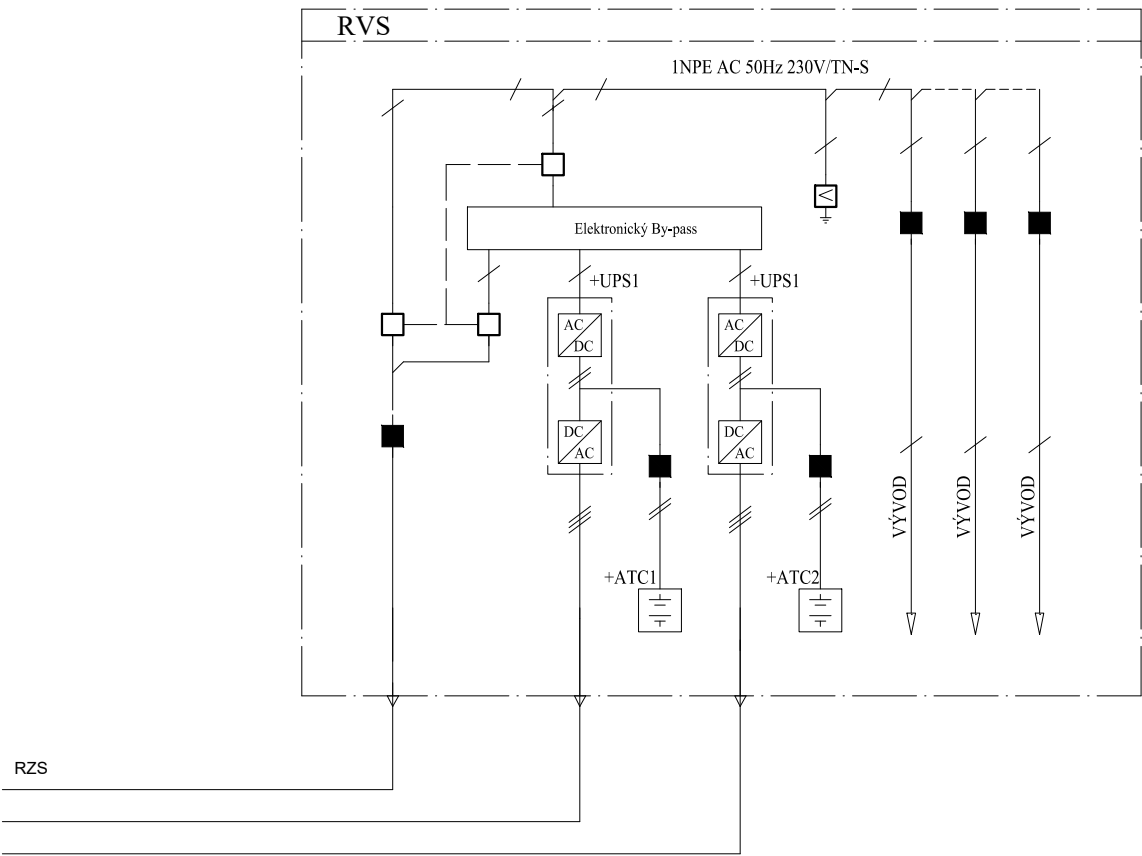 RVS
1NPE AC 50Hz 230V/TN-S
Elektronický By-pass
+UPS1
+UPS1
AC
DC
AC
DC
DC
AC
DC
AC
VÝVOD
VÝVOD
VÝVOD
+ATC1
+ATC2
RZS